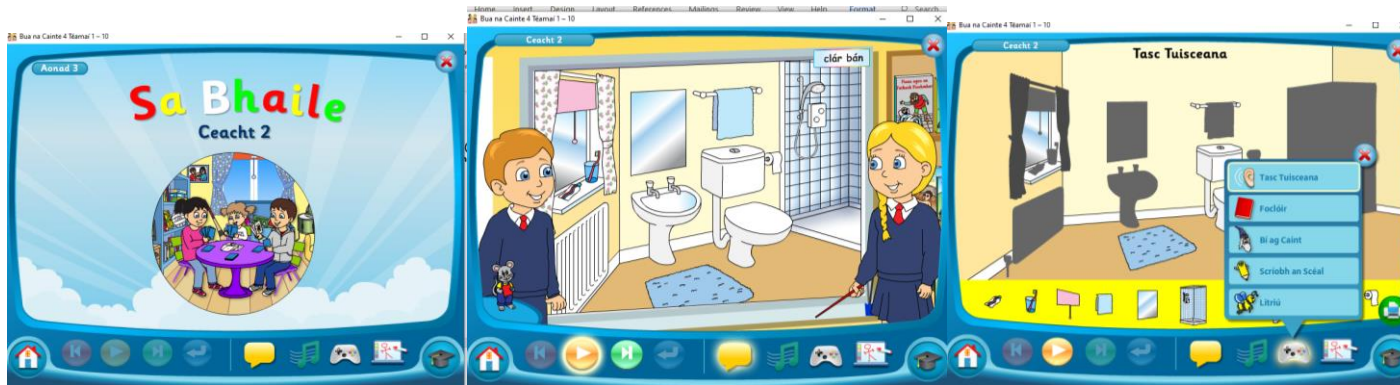 Home Insert Design Layout References Mailings Review View Help Format Search
Bua na Cainte 4 Téamaí 1 – 10
Aonad 3
Sa Bhaile
Ceacht 2
Bua na Cainte 4 Téamaí 1 – 10
Ceacht 2
clár bán
Bua na Cainte 4 Téamaí 1 – 10
Ceacht 2
Tasc Tuisceana
Tasc Tuisceana
Foclóir
Bí ag Caint
Scríobh an Scéal
Litriú